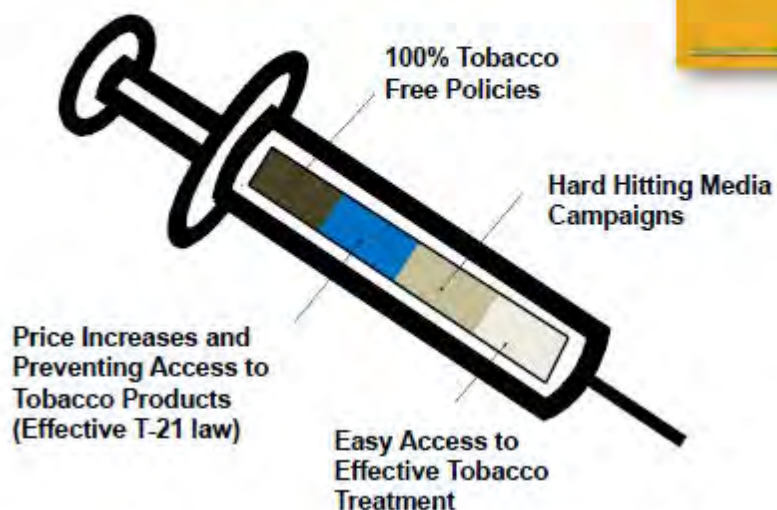 100% Tobacco
Free Policies
Hard Hitting Media
Campaigns
Price Increases and
Preventing Access to
Tobacco Products
(Effective T-21 law)
Easy Access to
Effective Tobacco
Treatment